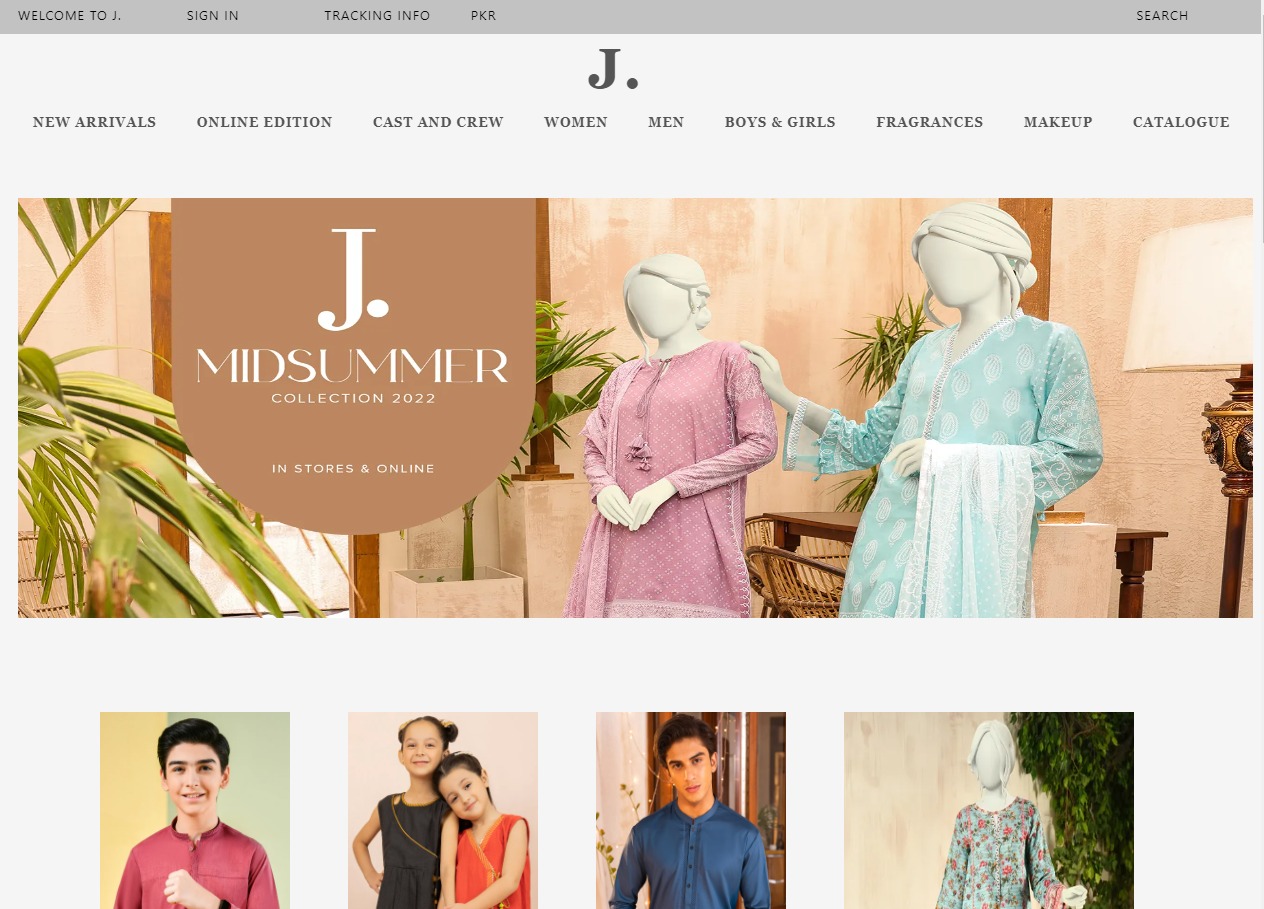 WELCOME TO J. SIGN IN TRACKING INFO PKR SEARCH
J.
NEW ARRIVALS ONLINE EDITION CAST AND CREW WOMEN MEN BOYS & GIRLS FRAGRANCES MAKEUP CATALOGUE
J.
MIDSUMMER
COLLECTION 2022
IN STORES & ONLINE